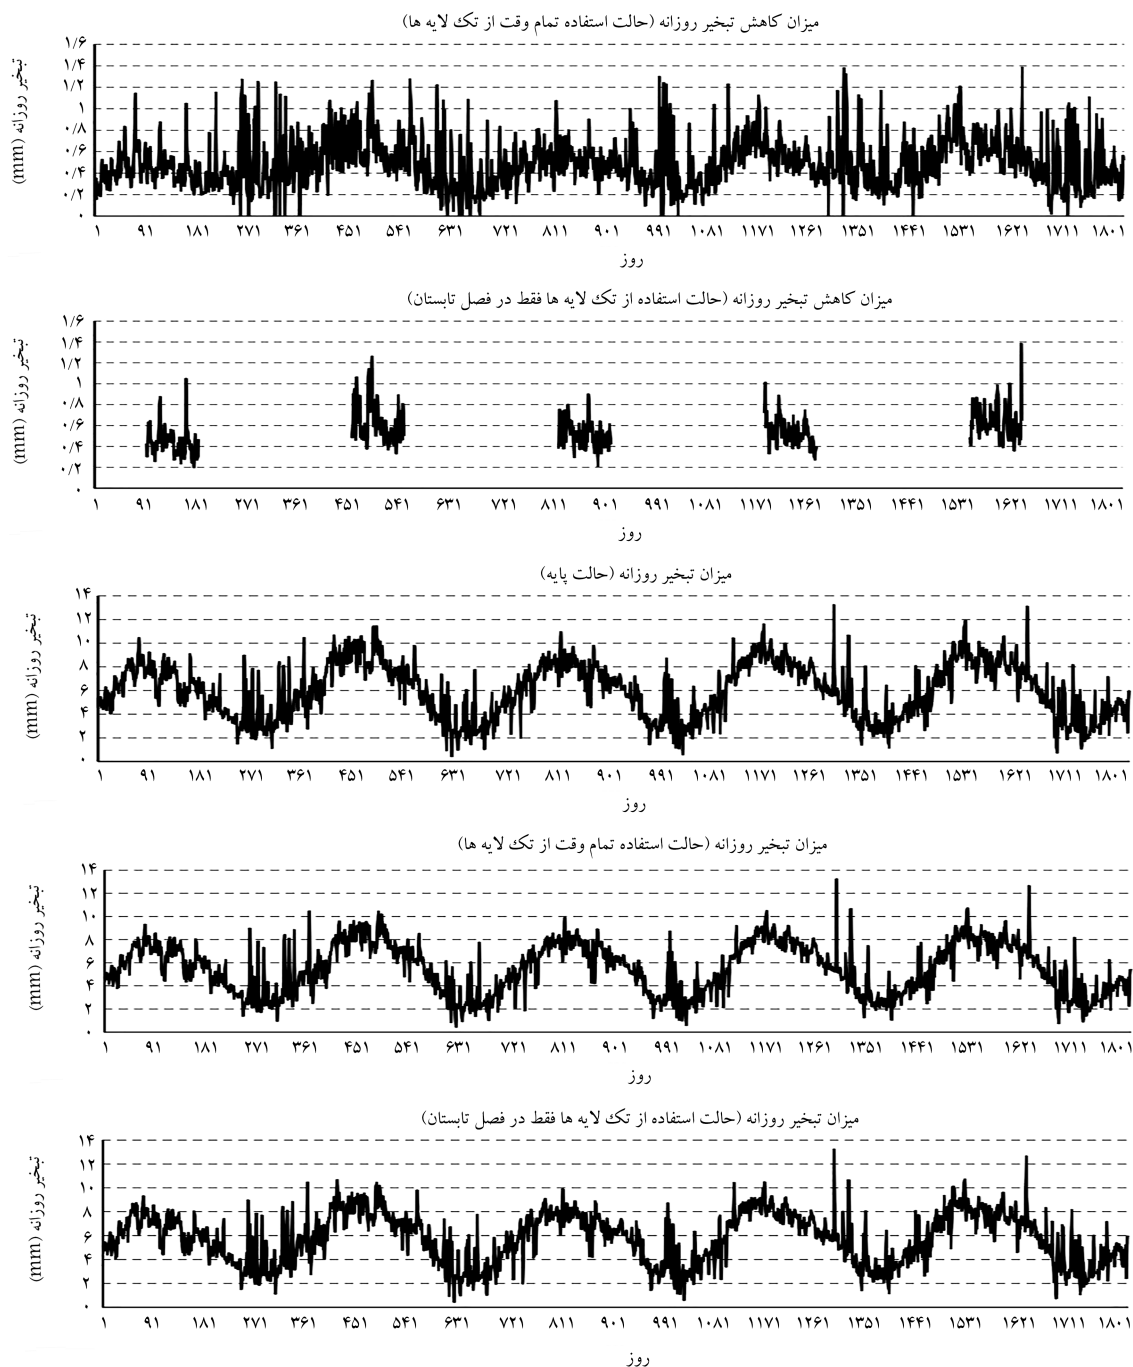 میزان کاهش تبخیر روزانه (حالت استفاده تمام وقت از تک لایه ها)
تبخیر روزانه (mm)
۱/۶
۱/۴
۱/۲
۱
۰/۸
۰/۶
۰/۴
۰/۲
۰
۱ ۹۱ ۱۸۱ ۲۷۱ ۳۶۱ ۴۵۱ ۵۴۱ ۶۳۱ ۷۲۱ ۸۱۱ ۹۰۱ ۹۹۱ ۱۰۸۱ ۱۱۷۱ ۱۲۶۱ ۱۳۵۱ ۱۴۴۱ ۱۵۳۱ ۱۶۲۱ ۱۷۱۱ ۱۸۰۱
روز
میزان کاهش تبخیر روزانه (حالت استفاده از تک لایه ها فقط در فصل تابستان)
تبخیر روزانه (mm)
۱/۶
۱/۴
۱/۲
۱
۰/۸
۰/۶
۰/۴
۰/۲
۰
۱ ۹۱ ۱۸۱ ۲۷۱ ۳۶۱ ۴۵۱ ۵۴۱ ۶۳۱ ۷۲۱ ۸۱۱ ۹۰۱ ۹۹۱ ۱۰۸۱ ۱۱۷۱ ۱۲۶۱ ۱۳۵۱ ۱۴۴۱ ۱۵۳۱ ۱۶۲۱ ۱۷۱۱ ۱۸۰۱
روز
میزان تبخیر روزانه (حالت پایه)
تبخیر روزانه (mm)
۱۴
۱۲
۱۰
۸
۶
۴
۲
۰
۱ ۹۱ ۱۸۱ ۲۷۱ ۳۶۱ ۴۵۱ ۵۴۱ ۶۳۱ ۷۲۱ ۸۱۱ ۹۰۱ ۹۹۱ ۱۰۸۱ ۱۱۷۱ ۱۲۶۱ ۱۳۵۱ ۱۴۴۱ ۱۵۳۱ ۱۶۲۱ ۱۷۱۱ ۱۸۰۱
روز
میزان تبخیر روزانه (حالت استفاده تمام وقت از تک لایه ها)
تبخیر روزانه (mm)
۱۴
۱۲
۱۰
۸
۶
۴
۲
۰
۱ ۹۱ ۱۸۱ ۲۷۱ ۳۶۱ ۴۵۱ ۵۴۱ ۶۳۱ ۷۲۱ ۸۱۱ ۹۰۱ ۹۹۱ ۱۰۸۱ ۱۱۷۱ ۱۲۶۱ ۱۳۵۱ ۱۴۴۱ ۱۵۳۱ ۱۶۲۱ ۱۷۱۱ ۱۸۰۱
روز
میزان تبخیر روزانه (حالت استفاده از تک لایه ها فقط در فصل تابستان)
تبخیر روزانه (mm)
۱۴
۱۲
۱۰
۸
۶
۴
۲
۰
۱ ۹۱ ۱۸۱ ۲۷۱ ۳۶۱ ۴۵۱ ۵۴۱ ۶۳۱ ۷۲۱ ۸۱۱ ۹۰۱ ۹۹۱ ۱۰۸۱ ۱۱۷۱ ۱۲۶۱ ۱۳۵۱ ۱۴۴۱ ۱۵۳۱ ۱۶۲۱ ۱۷۱۱ ۱۸۰۱
روز